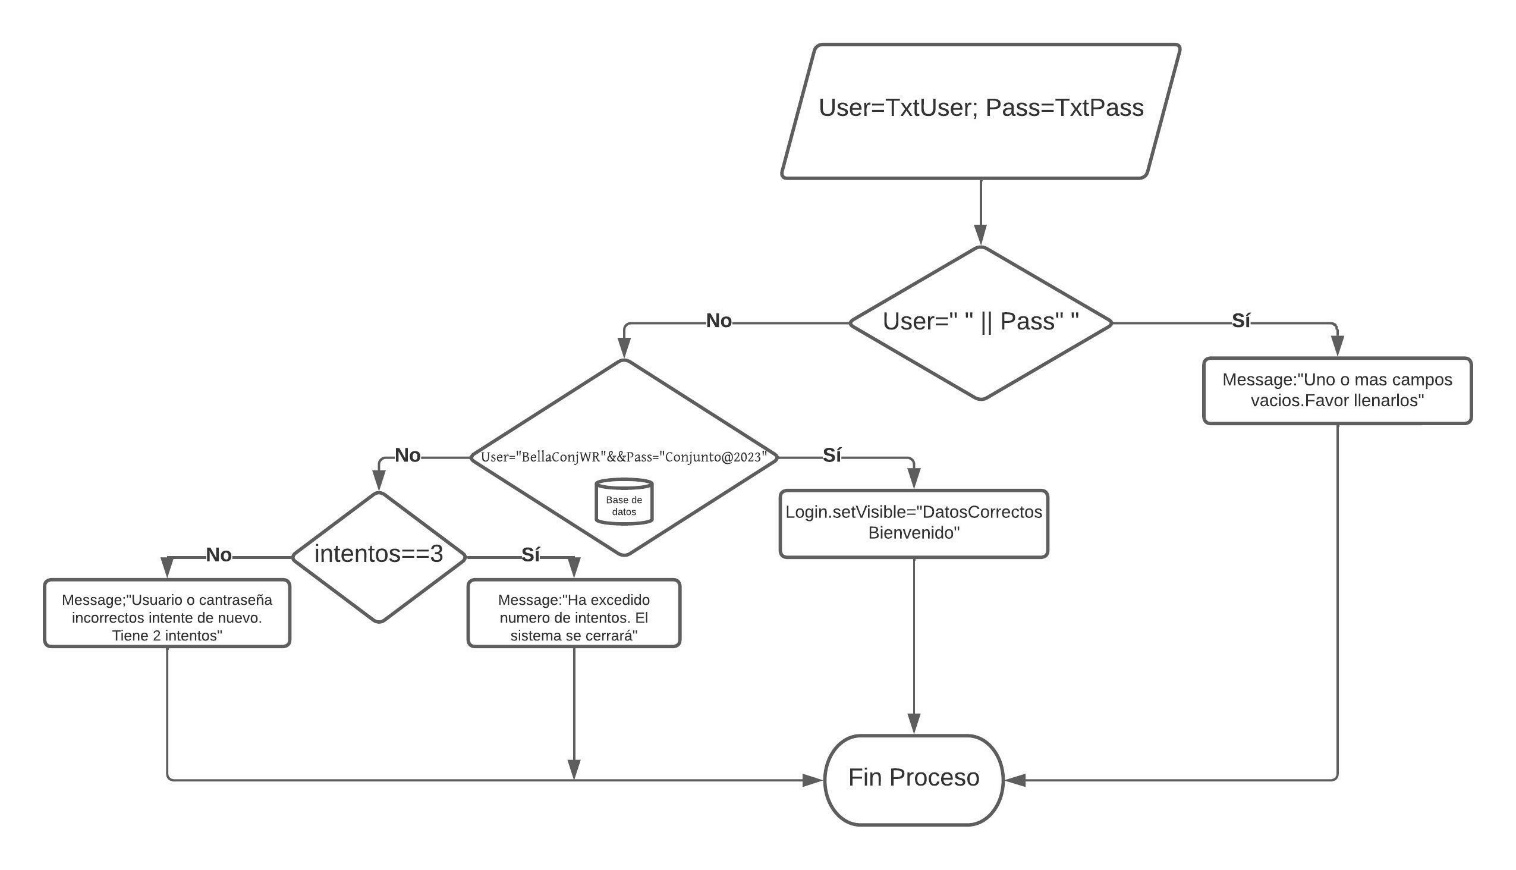 User=TxtUser; Pass=TxtPass
User=" " || Pass" "
No
Sí
Message:"Uno o mas campos
vacios.Favor llenarlos"
User="BellaConjWR"&&Pass="Conjunto@2023"
Base de
datos
No
Sí
Login.setVisible="DatosCorrectos
Bienvenido"
intentos==3
No
Sí
Message;"Usuario o cantraseña
incorrectos intente de nuevo.
Tiene 2 intentos"
Message:"Ha excedido
numero de intentos. El
sistema se cerrará"
Fin Proceso